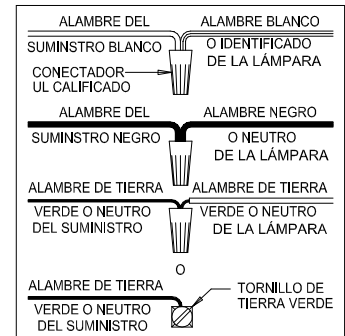 ALAMBRE DEL ALAMBRE BLANCO
SUMINSTRO BLANCO O IDENTIFICADO
DE LA LÁMPARA
CONECTADOR
UL CALIFICADO
ALAMBRE DEL ALAMBRE NEGRO
SUMINSTRO NEGRO O NEUTRO
DE LA LÁMPARA
ALAMBRE DE TIERRA ALAMBRE DE TIERRA
VERDE O NEUTRO VERDE O NEUTRO
DEL SUMINISTRO DE LA LÁMPARA
O
ALAMBRE DE TIERRA TORNILLO DE
TIERRA VERDE
VERDE O NEUTRO
DEL SUMINISTRO